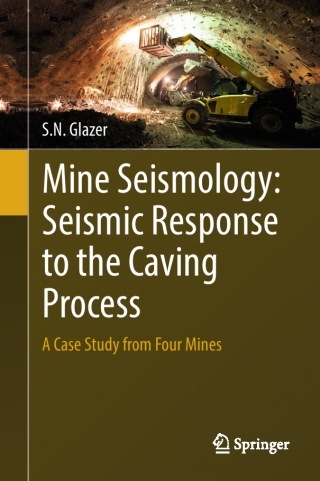 S.N. Glazer
Mine Seismology:
Seismic Response
to the Caving
Process
A Case Study from Four Mines
Springer